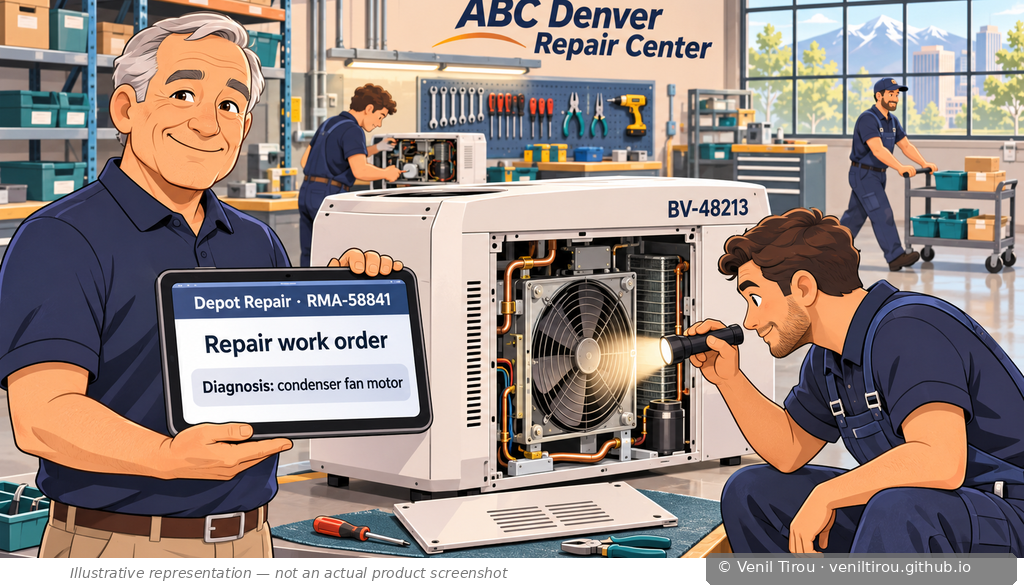 ABC Denver
Repair Center
BV-48213
Depot Repair · RMA-58841
Repair work order
Diagnosis: condenser fan motor
Illustrative representation — not an actual product screenshot
© Venil Tirou · veniltirou.github.io